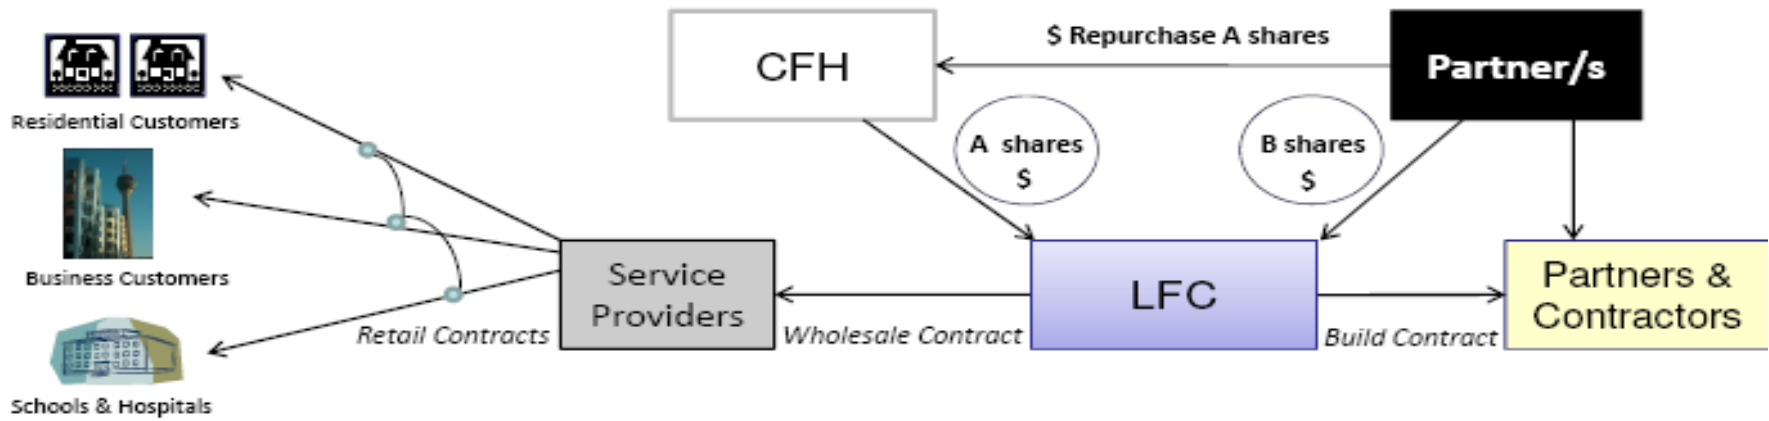 CFH
$ Repurchase A shares
Partner/s
Residential Customers
A shares
$
B shares
$
Business Customers
Service
Providers
LFC
Partners &
Contractors
Retail Contracts
Wholesale Contract
Build Contract
Schools & Hospitals